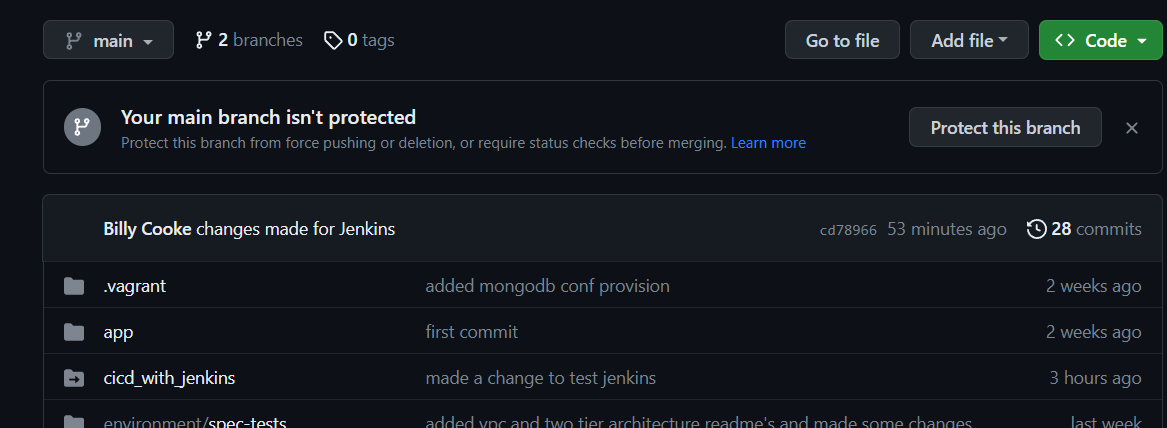 main 2 branches 0 tags Go to file Add file Code
Your main branch isn't protected
Protect this branch from force pushing or deletion, or require status checks before merging. Learn more
Protect this branch
Billy Cooke changes made for Jenkins cd78966 53 minutes ago 28 commits
.vagrant added mongodb conf provision 2 weeks ago
app first commit 2 weeks ago
cicd_with_jenkins made a change to test jenkins 3 hours ago
environment/spec-tests added vpc and two tier architecture readme's and made some changes last week